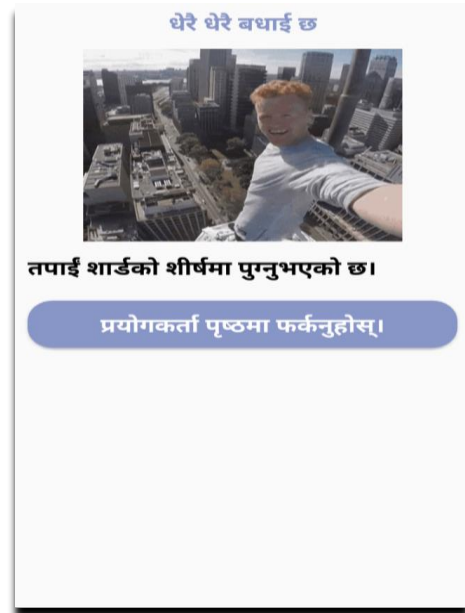 धेरै धेरै बधाई छ
तपाईं शार्डको शीर्षमा पुग्नुभएको छ।
प्रयोगकर्ता पृष्ठमा फर्कनुहोस्।